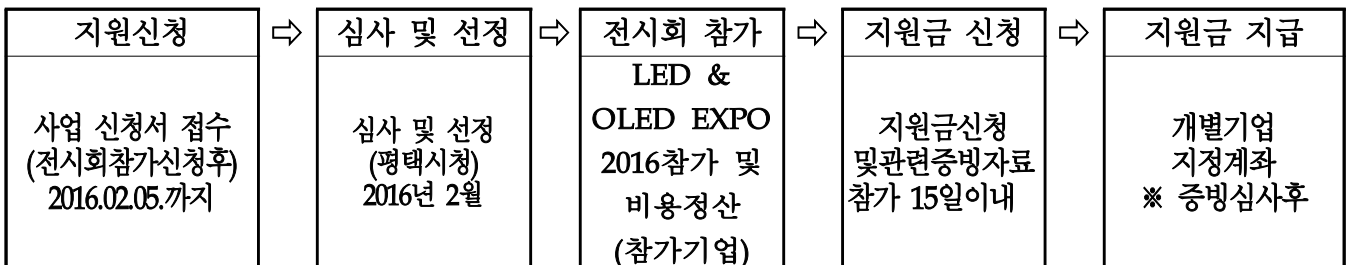 지원신청 ⇨ 심사 및 선정 ⇨ 전시회 참가 ⇨ 지원금 신청 ⇨ 지원금 지급
사업 신청서 접수
(전시회참가신청후)
2016.02.05.까지
심사 및 선정
(평택시청)
2016년 2월
LED &
OLED EXPO
2016참가 및
비용정산
(참가기업)
지원금신청
및관련증빙자료
참가 15일이내
개별기업
지정계좌
※ 증빙심사후